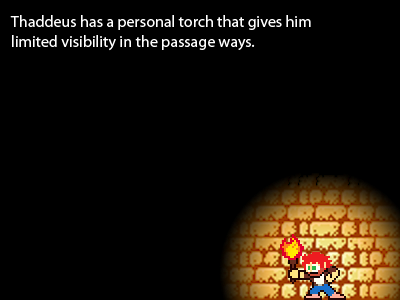 Thaddeus has a personal torch that gives him
limited visibility in the passage ways.